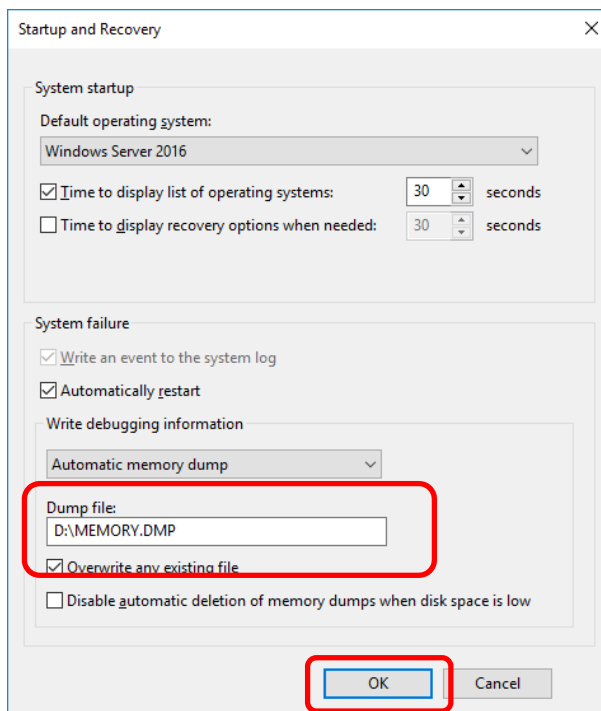 Startup and Recovery
System startup
Default operating system:
Windows Server 2016
Time to display list of operating systems: 30 seconds
Time to display recovery options when needed: 30 seconds
System failure
Write an event to the system log
Automatically restart
Write debugging information
Automatic memory dump
Dump file:
D:\MEMORY.DMP
Overwrite any existing file
Disable automatic deletion of memory dumps when disk space is low
OK Cancel